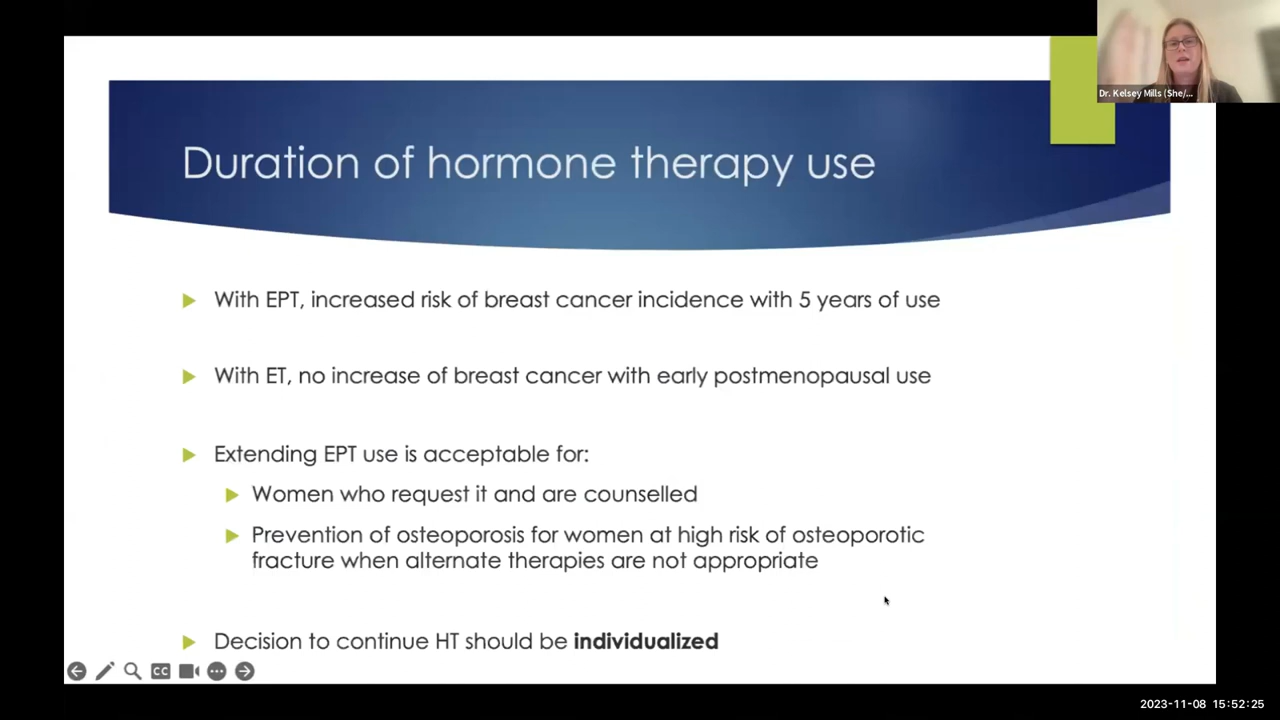 Dr. Kelsey Mills (She/...
Duration of hormone therapy use
With EPT, increased risk of breast cancer incidence with 5 years of use
With ET, no increase of breast cancer with early postmenopausal use
Extending EPT use is acceptable for:
Women who request it and are counselled
Prevention of osteoporosis for women at high risk of osteoporotic
fracture when alternate therapies are not appropriate
Decision to continue HT should be individualized
CC
2023-11-08 15:52:25